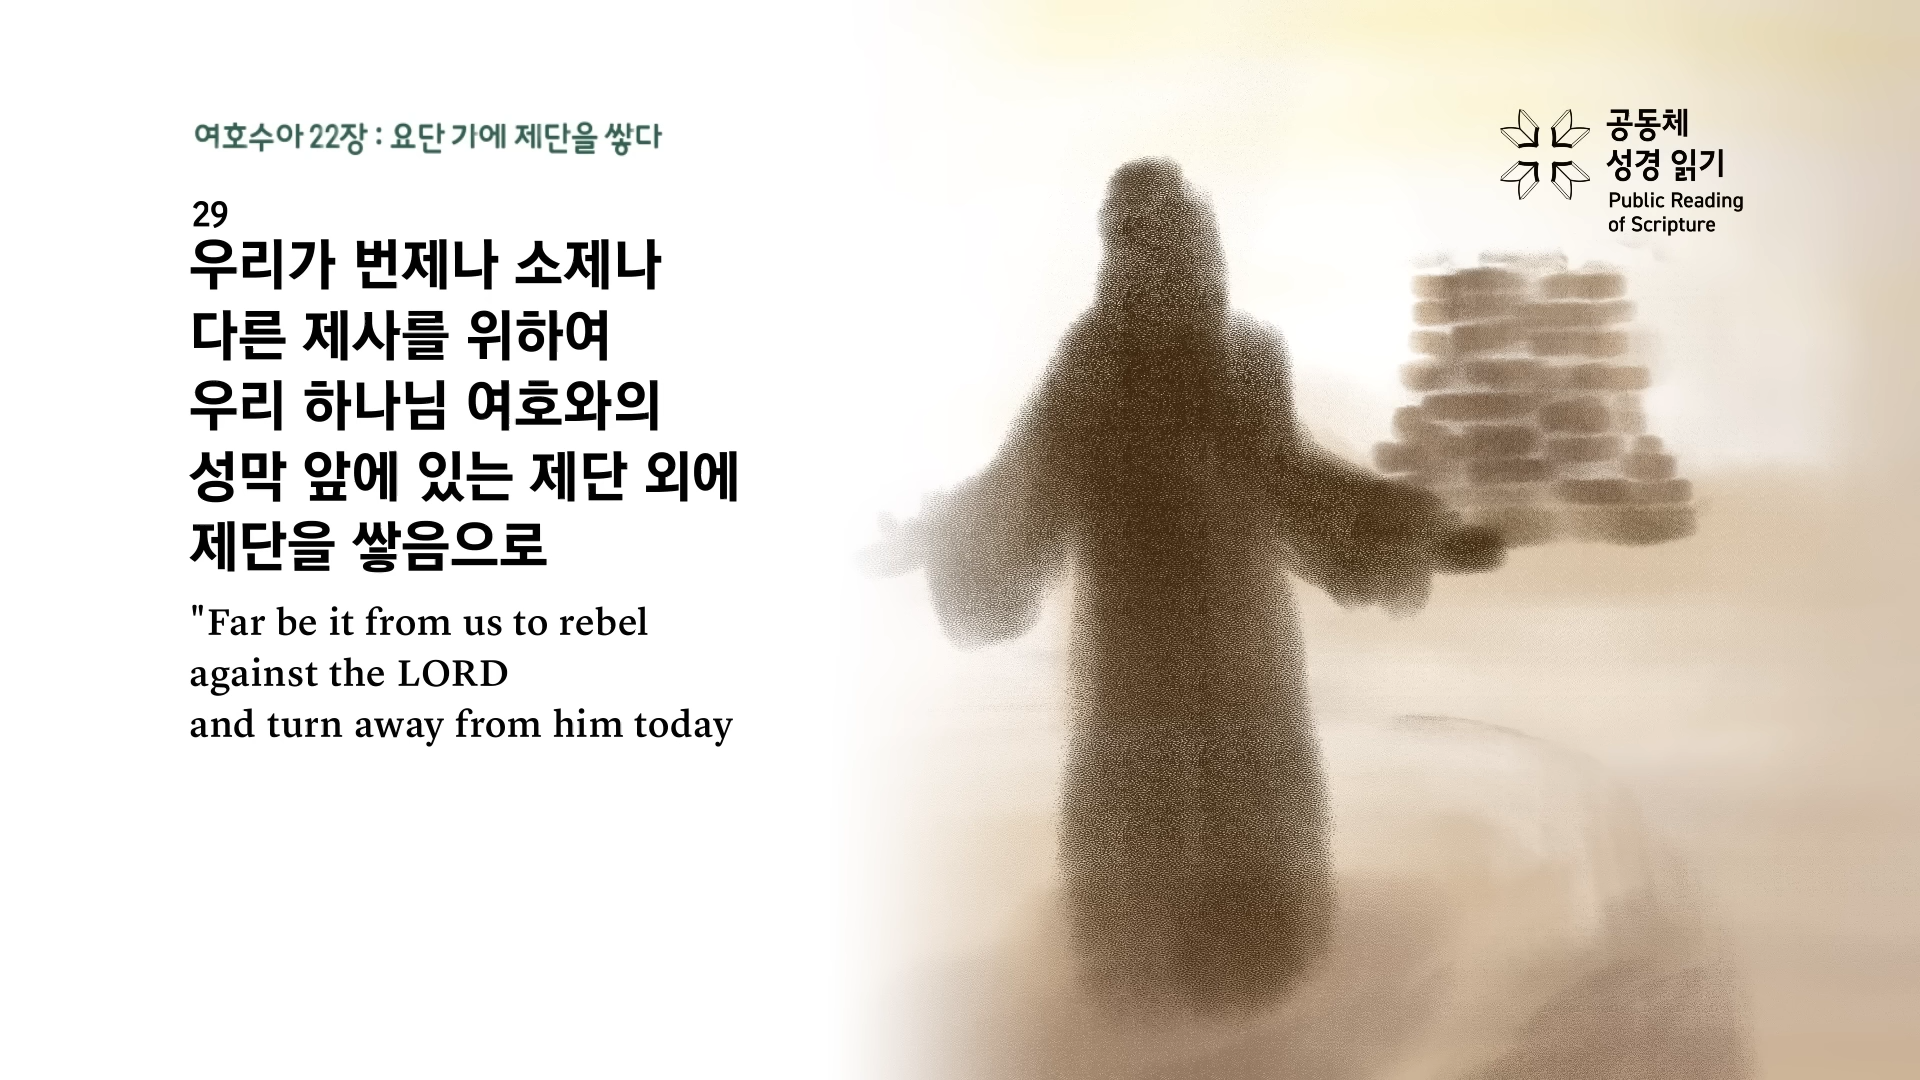 여호수아 22장 : 요단 가에 제단을 쌓다
29
우리가 번제나 소제나
다른 제사를 위하여
우리 하나님 여호와의
성막 앞에 있는 제단 외에
제단을 쌓음으로
"Far be it from us to rebel
against the LORD
and turn away from him today
공동체
성경 읽기
Public Reading
of Scripture